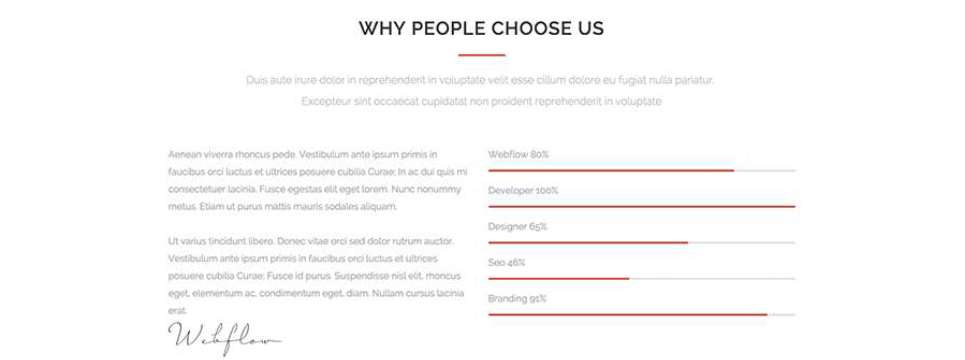 WHY PEOPLE CHOOSE US
Duis aute irure dolor in reprehenderit in voluptate velit esse cillum dolore eu fugiat nulla pariatur.
Excepteur sint occaecat cupidatat non proident reprehenderit in voluptate
Aenean viverra rhoncus pede. Vestibulum ante ipsum primis in
faucibus orci luctus et ultrices posuere cubilia Curae; In ac dui quis mi
consectetuer lacinia. Fusce egestas elit eget lorem. Nunc nonummy
metus. Etiam ut purus mattis mauris sodales aliquam.
Ut varius tincidunt libero. Donec vitae orci sed dolor rutrum auctor.
Vestibulum ante ipsum primis in faucibus orci luctus et ultrices
posuere cubilia Curae; Fusce id purus. Suspendisse nisl elit, rhoncus
eget, elementum ac, condimentum eget, diam. Nullam cursus lacinia
erat.
Webflow
Webflow 80%
Developer 100%
Designer 65%
Seo 46%
Branding 91%